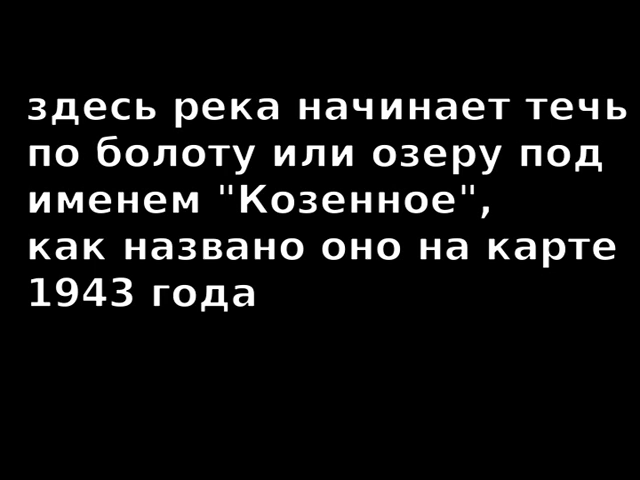 здесь река начинает течь
по болоту или озеру под
именем "Козенное",
как названо оно на карте
1943 года